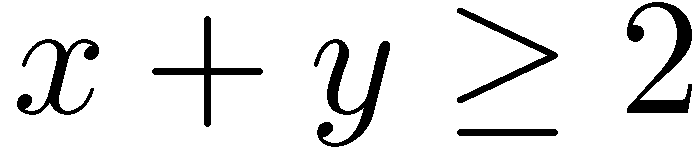 x + y ≥ 2